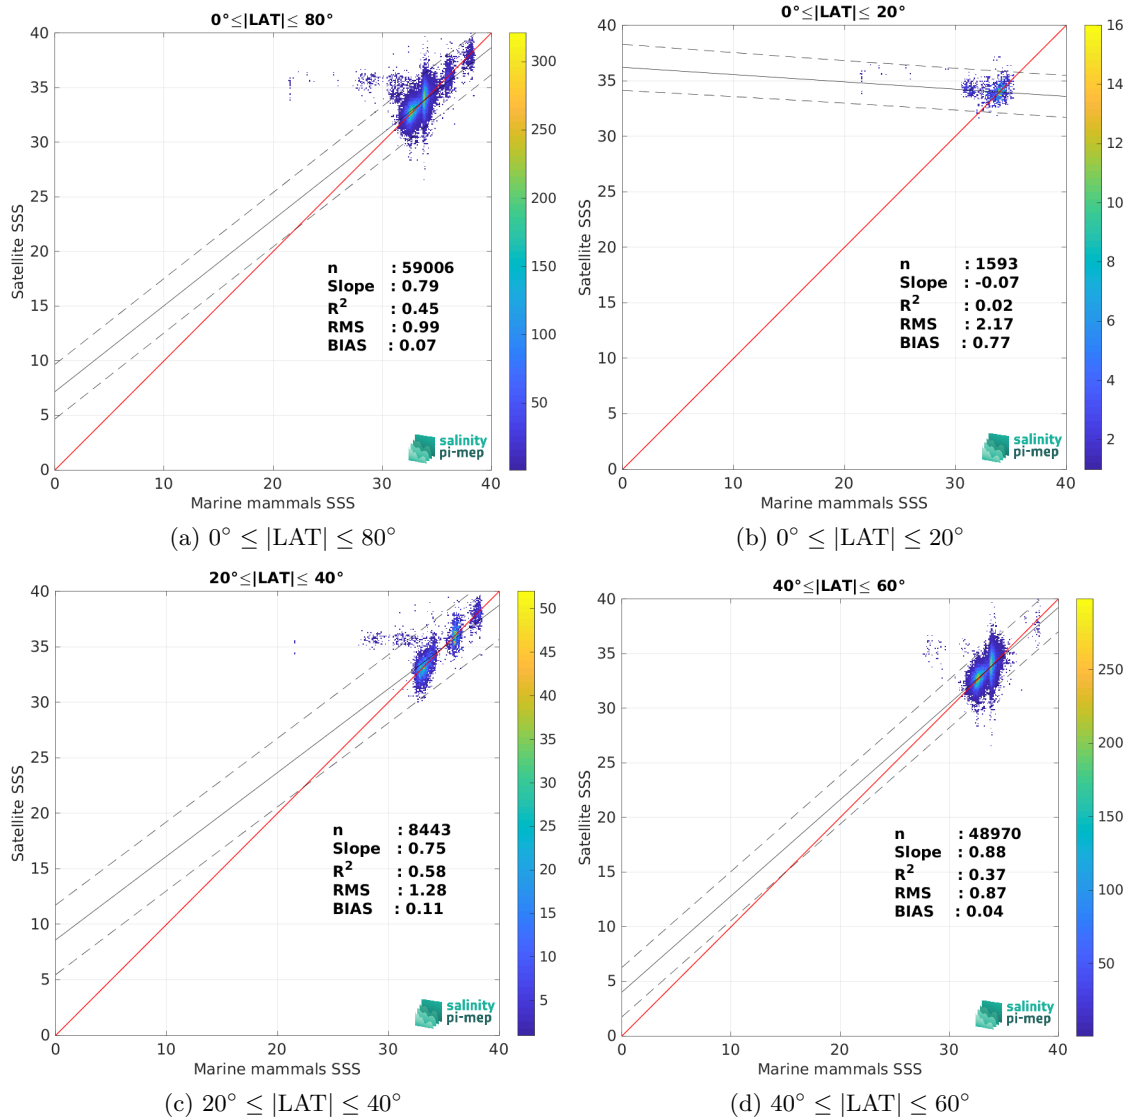 0°≤|LAT|≤ 80°
Satellite SSS
40
35
30
25
20
15
10
5
0
0 10 20 30 40
Marine mammals SSS
n : 59006
Slope : 0.79
R² : 0.45
RMS : 0.99
BIAS : 0.07
salinity
pi-mep
300
250
200
150
100
50
(a) 0° ≤ |LAT| ≤ 80°
0°≤|LAT|≤ 20°
Satellite SSS
40
35
30
25
20
15
10
5
0
0 10 20 30 40
Marine mammals SSS
n : 1593
Slope : -0.07
R² : 0.02
RMS : 2.17
BIAS : 0.77
salinity
pi-mep
16
14
12
10
8
6
4
2
(b) 0° ≤ |LAT| ≤ 20°
20°≤|LAT|≤ 40°
Satellite SSS
40
35
30
25
20
15
10
5
0
0 10 20 30 40
Marine mammals SSS
n : 8443
Slope : 0.75
R² : 0.58
RMS : 1.28
BIAS : 0.11
salinity
pi-mep
50
45
40
35
30
25
20
15
10
5
(c) 20° ≤ |LAT| ≤ 40°
40°≤|LAT|≤ 60°
Satellite SSS
40
35
30
25
20
15
10
5
0
0 10 20 30 40
Marine mammals SSS
n : 48970
Slope : 0.88
R² : 0.37
RMS : 0.87
BIAS : 0.04
salinity
pi-mep
250
200
150
100
50
(d) 40° ≤ |LAT| ≤ 60°